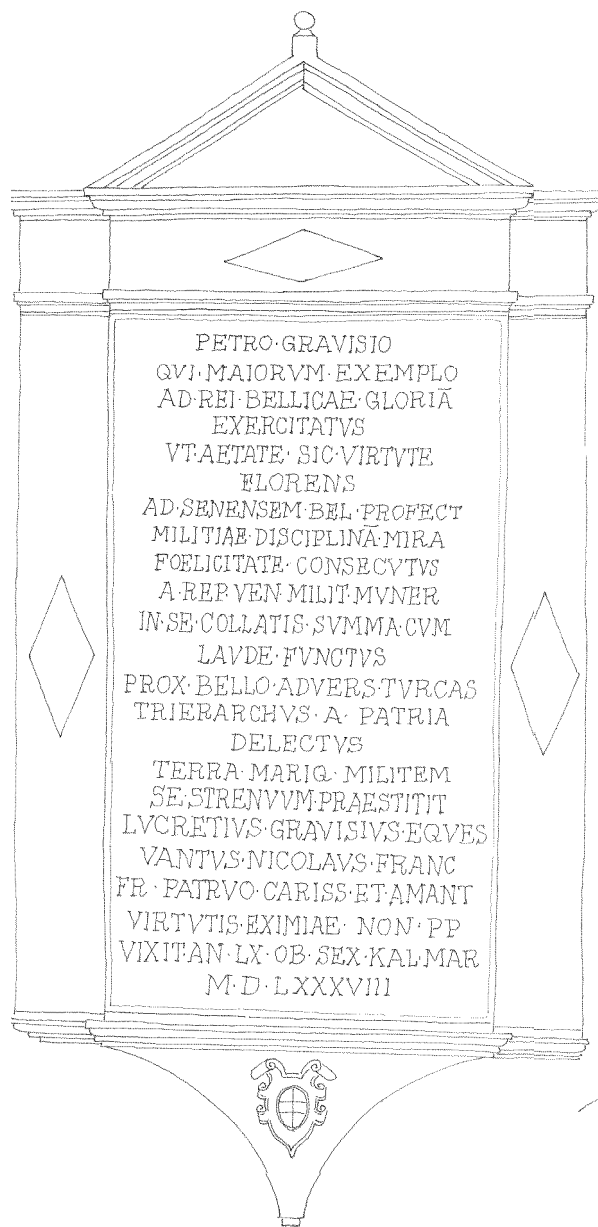 PETRO·GRAVISIO
QVI·MAIORVM·EXEMPLO
AD·REI·BELLICAE·GLORIĀ
EXERCITATVS
VT·AETATE·SIC·VIRTVTE
FLORENS
AD·SENENSEM·BEL·PROFECT
MILITIAE·DISCIPLINĀ·MIRA
FOELICITATE·CONSECVTVS
A·REP·VEN·MILIT·MVNER
IN·SE·COLLATIS·SVMMA·CVM
LAVDE·FVNCTVS
PROX·BELLO·ADVERS·TVRCAS
TRIERARCHVS·A·PATRIA
DELECTVS
TERRA·MARIQ·MILITEM
SE·STRENVVM·PRAESTITIT
LVCRETIVS·GRAVISIVS·EQVES
VANTVS·NICOLAVS·FRANC
FR·PATRVO·CARISS·ET·AMANT
VIRTVTIS·EXIMIAE·NON·PP
VIXIT·AN·LX·OB·SEX·KAL·MAR
M·D·LXXXVIII